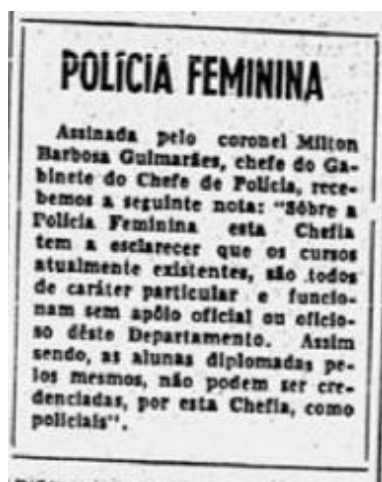 POLÍCIA FEMININA
Assinada pelo coronel Milton
Barbosa Guimarães, chefe do Ga-
binete do Chefe de Polícia, rece-
bemos a seguinte nota: "Sôbre a
Polícia Feminina esta Chefia
tem a esclarecer que os cursos
atualmente existentes, são todos
de caráter particular e funcio-
nam sem apôio oficial ou oficio-
so dêste Departamento. Assim
sendo, as alunas diplomadas pe-
los mesmos, não podem ser cre-
denciadas, por esta Chefia, como
policiais".